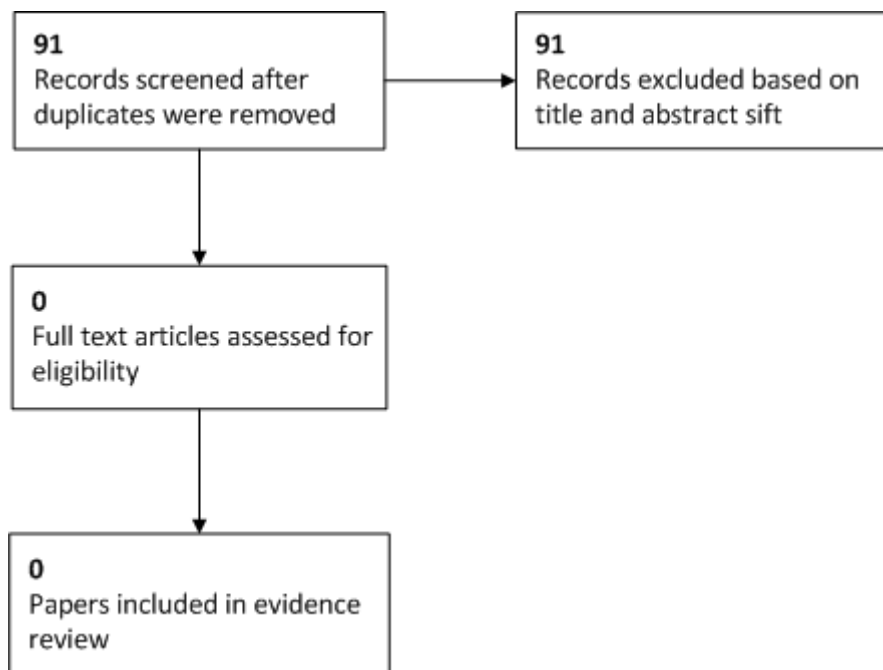 91
Records screened after
duplicates were removed
91
Records excluded based on
title and abstract sift
0
Full text articles assessed for
eligibility
0
Papers included in evidence
review